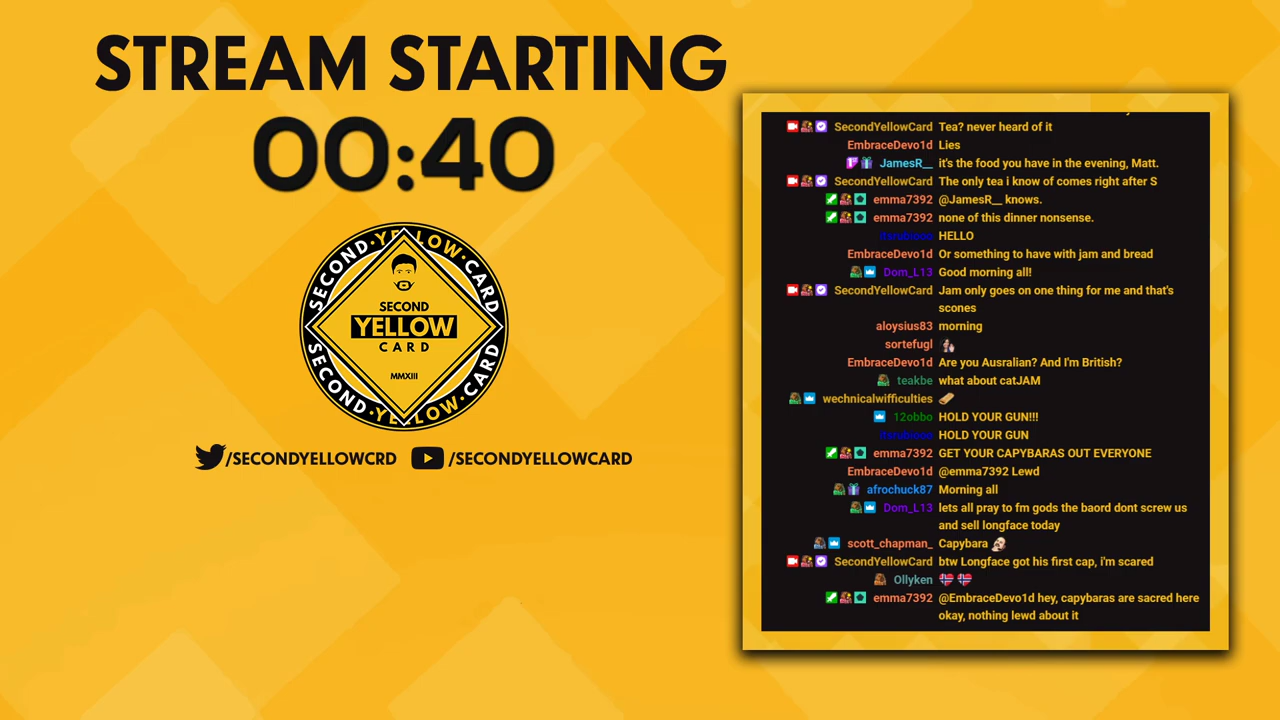 STREAM STARTING
00:40
SECOND·YELLOW·CARD
SECOND
YELLOW
CARD
MMXIII
SECOND·YELLOW·CARD
/SECONDYELLOWCRD
/SECONDYELLOWCARD
SecondYellowCard Tea? never heard of it
EmbraceDevo1d Lies
JamesR__ it's the food you have in the evening, Matt.
SecondYellowCard The only tea i know of comes right after S
emma7392 @JamesR__ knows.
emma7392 none of this dinner nonsense.
HELLO
EmbraceDevo1d Or something to have with jam and bread
Dom_L13 Good morning all!
SecondYellowCard Jam only goes on one thing for me and that's
scones
aloysius83 morning
sortefugl
EmbraceDevo1d Are you Ausralian? And I'm British?
teakbe what about catJAM
wechnicalwifficulties
12obbo HOLD YOUR GUN!!!
HOLD YOUR GUN
emma7392 GET YOUR CAPYBARAS OUT EVERYONE
EmbraceDevo1d @emma7392 Lewd
afrochuck87 Morning all
Dom_L13 lets all pray to fm gods the baord dont screw us
and sell longface today
scott_chapman_ Capybara
SecondYellowCard btw Longface got his first cap, i'm scared
Ollyken
emma7392 @EmbraceDevo1d hey, capybaras are sacred here
okay, nothing lewd about it